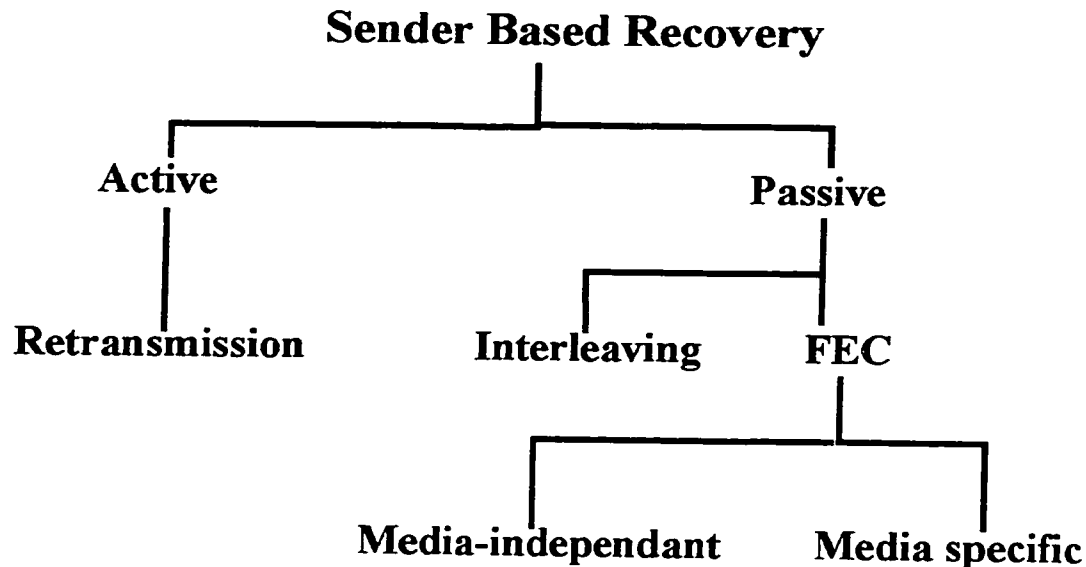 Sender Based Recovery
Active
Passive
Retransmission
Interleaving
FEC
Media-independant
Media specific